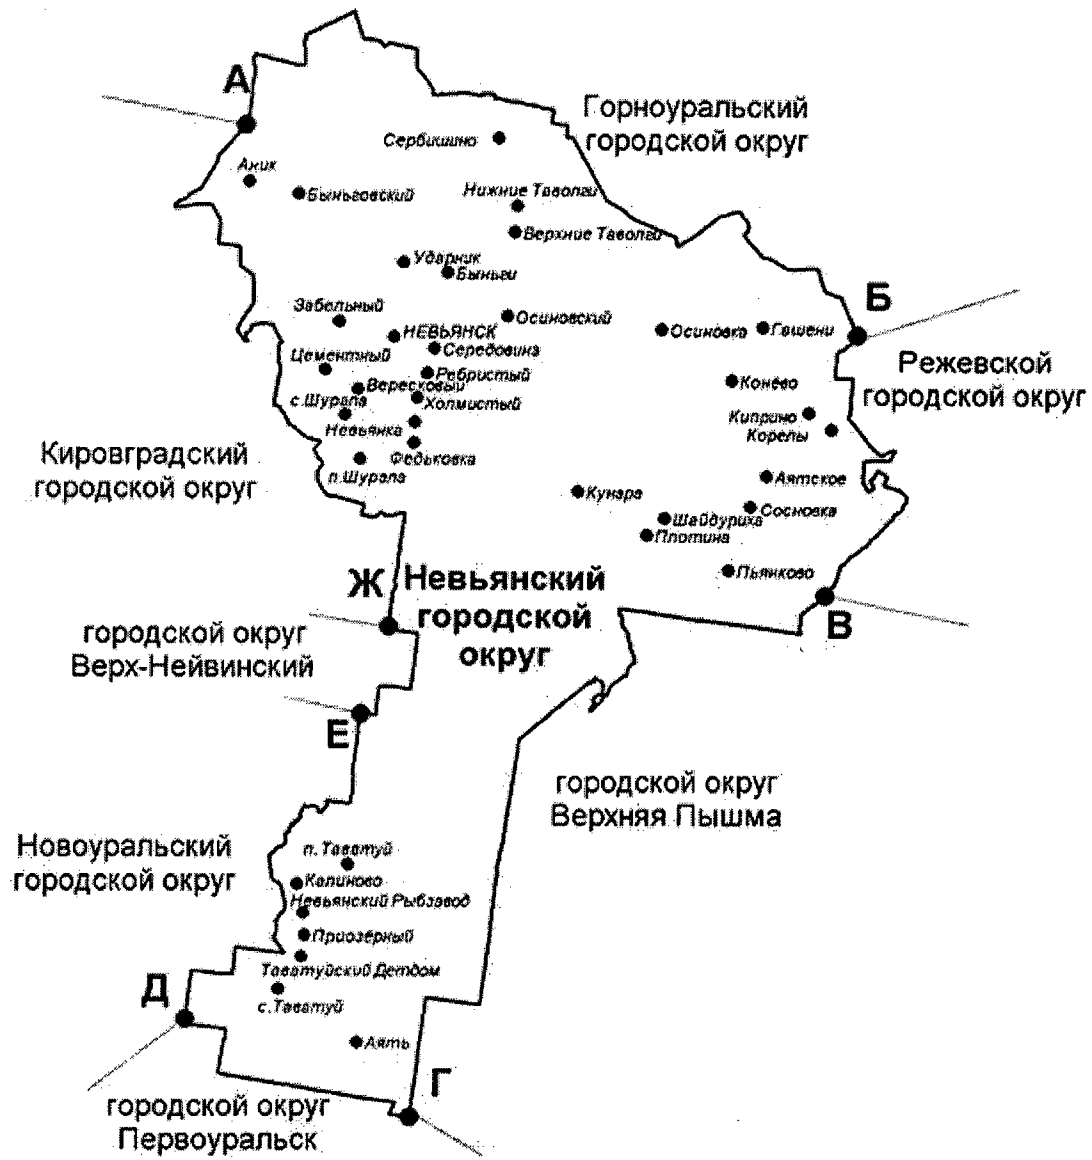 А
Горноуральский
городской округ
Сербишино
Аник
Быньговский
Нижние Таволги
Верхние Таволги
Ударник
Быньги
Б
Забельный
Осиновский
НЕВЬЯНСК
Осиновка
Гашени
Середовина
Цементный
Режевской
городской округ
Ребристый
Вересковый
Конёво
с.Шурала
Холмистый
Киприно
Невьянка
Корелы
Кировградский
городской округ
Федьковка
п.Шурала
Аятское
Кунара
Сосновка
Шайдуриха
Плотина
Пьянково
Ж
Невьянский
городской
округ
В
городской округ
Верх-Нейвинский
Е
городской округ
Верхняя Пышма
Новоуральский
городской округ
п.Таватуй
Калиново
Невьянский Рыбзавод
Приозёрный
Таватуйский Детдом
Д
с.Таватуй
Аять
Г
городской округ
Первоуральск